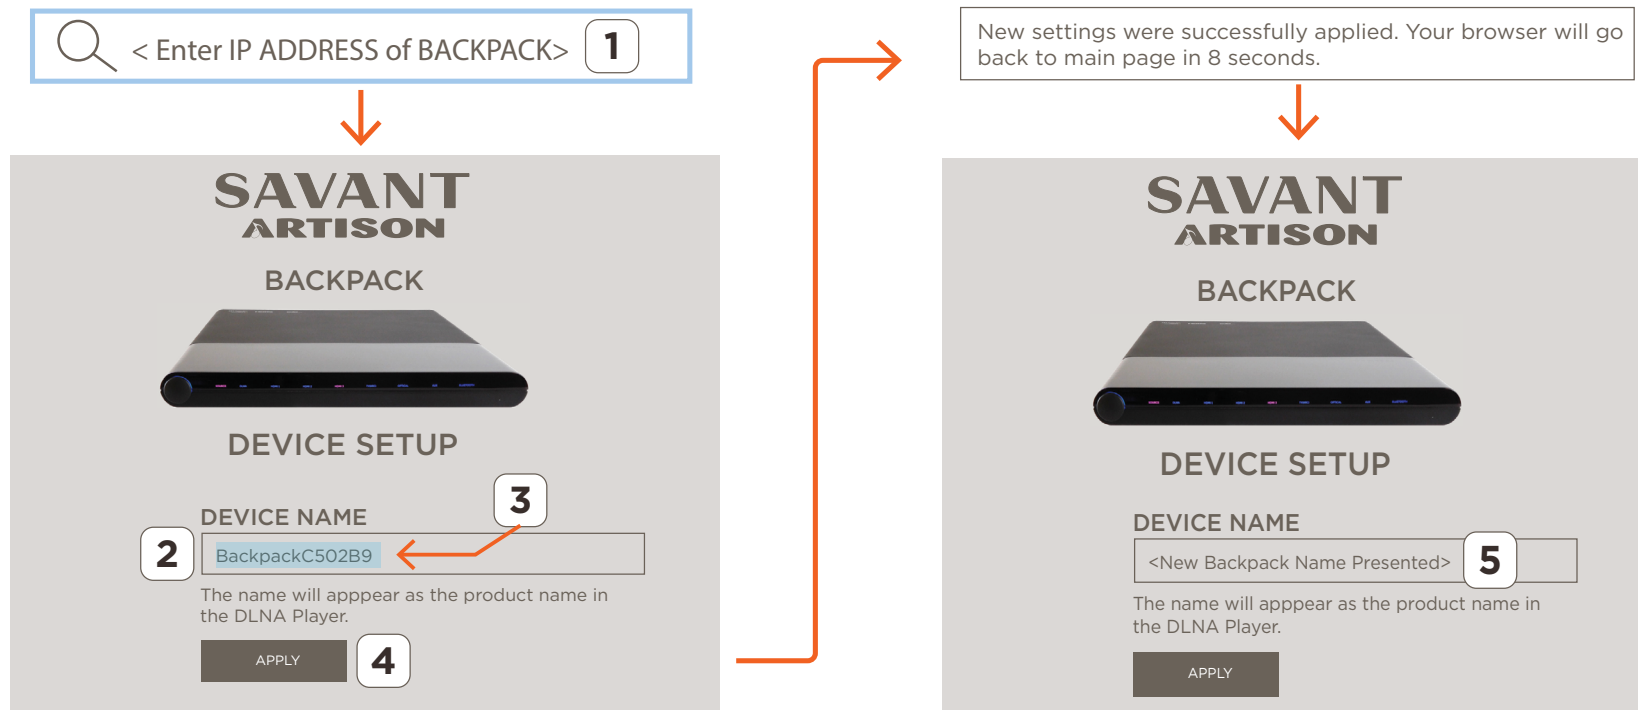 < Enter IP ADDRESS of BACKPACK>
1
SAVANT
ARTISON
BACKPACK
DEVICE SETUP
3
DEVICE NAME
2
BackpackC502B9
The name will apppear as the product name in
the DLNA Player.
APPLY
4
New settings were successfully applied. Your browser will go
back to main page in 8 seconds.
SAVANT
ARTISON
BACKPACK
DEVICE SETUP
DEVICE NAME
<New Backpack Name Presented>
5
The name will apppear as the product name in
the DLNA Player.
APPLY